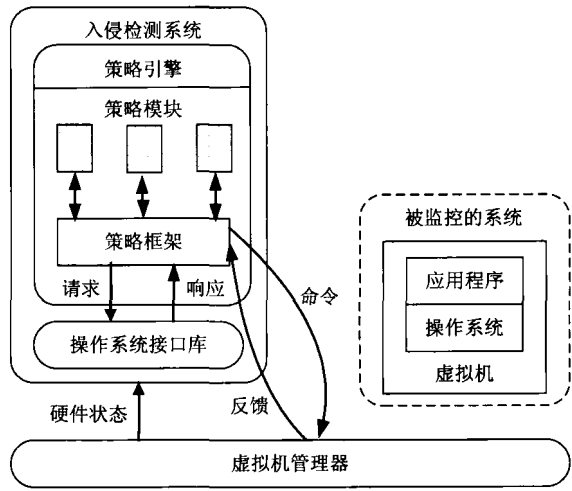 入侵检测系统
策略引擎
策略模块
策略框架
请求
响应
命令
操作系统接口库
硬件状态
反馈
被监控的系统
应用程序
操作系统
虚拟机
虚拟机管理器